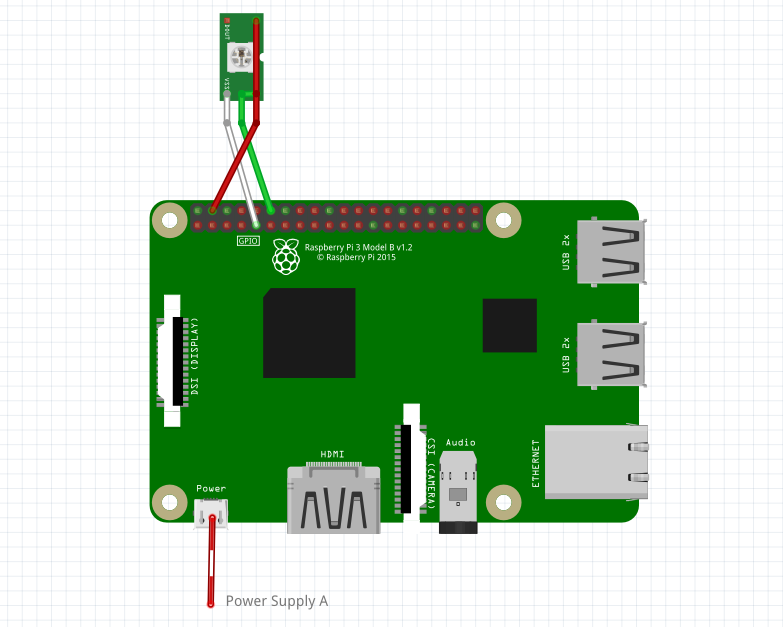 DOUT
VSS
GPIO
Raspberry Pi 3 Model B v1.2
© Raspberry Pi 2015
USB 2x
DSI (DISPLAY)
USB 2x
HDMI
CSI (CAMERA)
Audio
ETHERNET
Power
Power Supply A